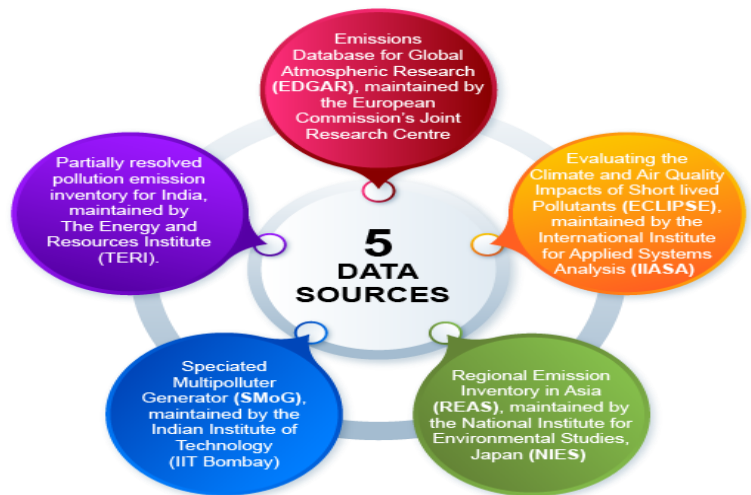 Emissions
Database for Global
Atmospheric Research
(EDGAR), maintained by
the European
Commission's Joint
Research Centre
Partially resolved
pollution emission
inventory for India,
maintained by
The Energy and
Resources Institute
(TERI).
Evaluating the
Climate and Air Quality
Impacts of Short lived
Pollutants (ECLIPSE),
maintained by the
International Institute
for Applied Systems
Analysis (IIASA)
5
DATA
SOURCES
Speciated
Multipolluter
Generator (SMoG),
maintained by the
Indian Institute of
Technology
(IIT Bombay)
Regional Emission
Inventory in Asia
(REAS), maintained by
the National Institute for
Environmental Studies,
Japan (NIES)